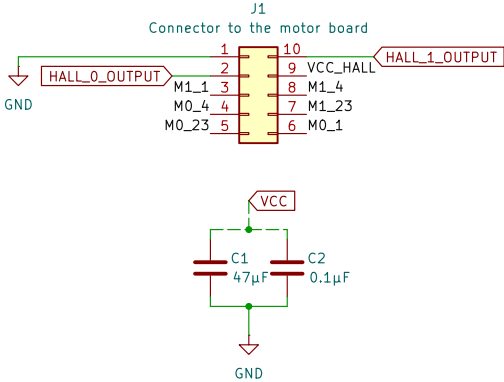 J1
Connector to the motor board
1
10
HALL_1_OUTPUT
HALL_0_OUTPUT
2
9
VCC_HALL
GND
M1_1
3
8
M1_4
M0_4
4
7
M1_23
M0_23
5
6
M0_1
VCC
C1
47µF
C2
0.1µF
GND